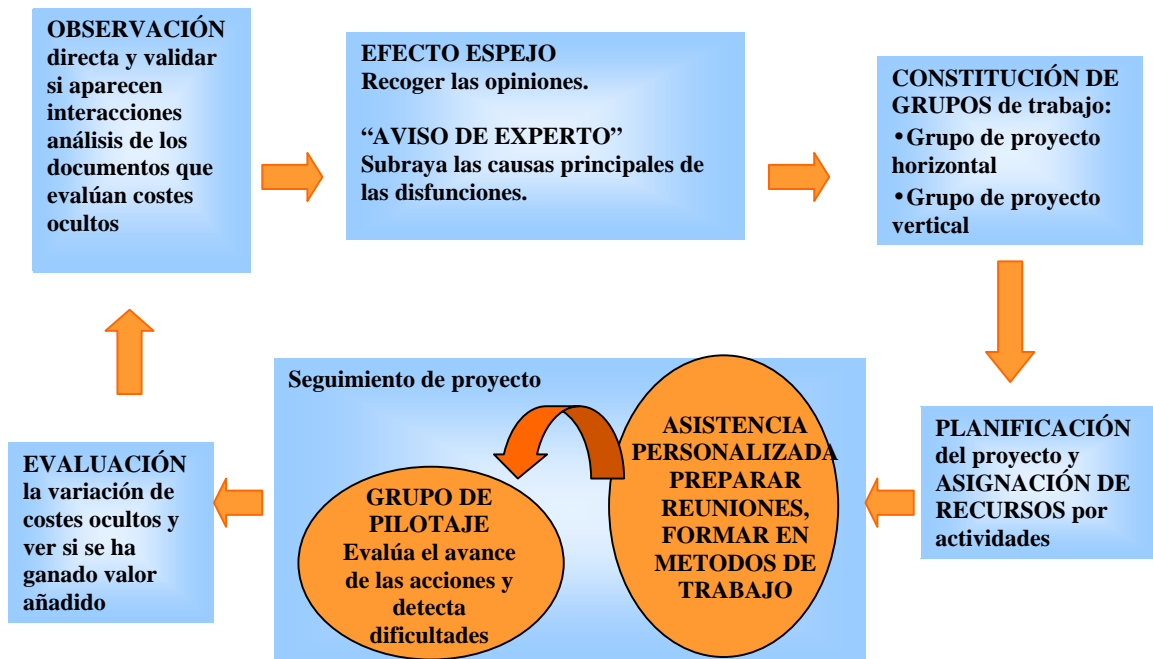 OBSERVACIÓN
directa y validar
si aparecen
interacciones
análisis de los
documentos que
evalúan costes
ocultos
EFECTO ESPEJO
Recoger las opiniones.
“AVISO DE EXPERTO”
Subraya las causas principales de
las disfunciones.
CONSTITUCIÓN DE
GRUPOS de trabajo:
•Grupo de proyecto
horizontal
•Grupo de proyecto
vertical
PLANIFICACIÓN
del proyecto y
ASIGNACIÓN DE
RECURSOS por
actividades
Seguimiento de proyecto
ASISTENCIA
PERSONALIZADA
PREPARAR
REUNIONES,
FORMAR EN
METODOS DE
TRABAJO
GRUPO DE
PILOTAJE
Evalúa el avance
de las acciones y
detecta
dificultades
EVALUACIÓN
la variación de
costes ocultos y
ver si se ha
ganado valor
añadido